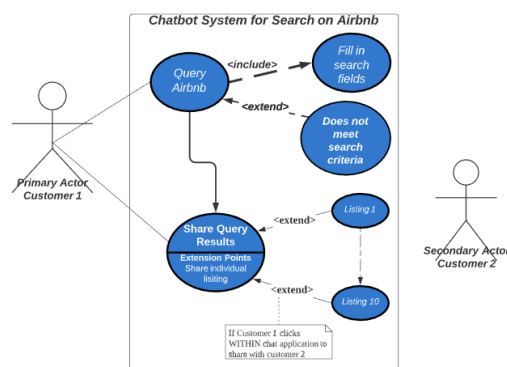 Chatbot System for Search on Airbnb
<include>
Query
Airbnb
Fill in
search
fields
<extend>
Does not
meet
search
criteria
Primary Actor
Customer 1
Share Query
Results
Extension Points
Share individual
lisiting
<extend>
Listing 1
Secondary Actor
Customer 2
<extend>
Listing 10
If Customer 1 clicks
WITHIN chat application to
share with customer 2